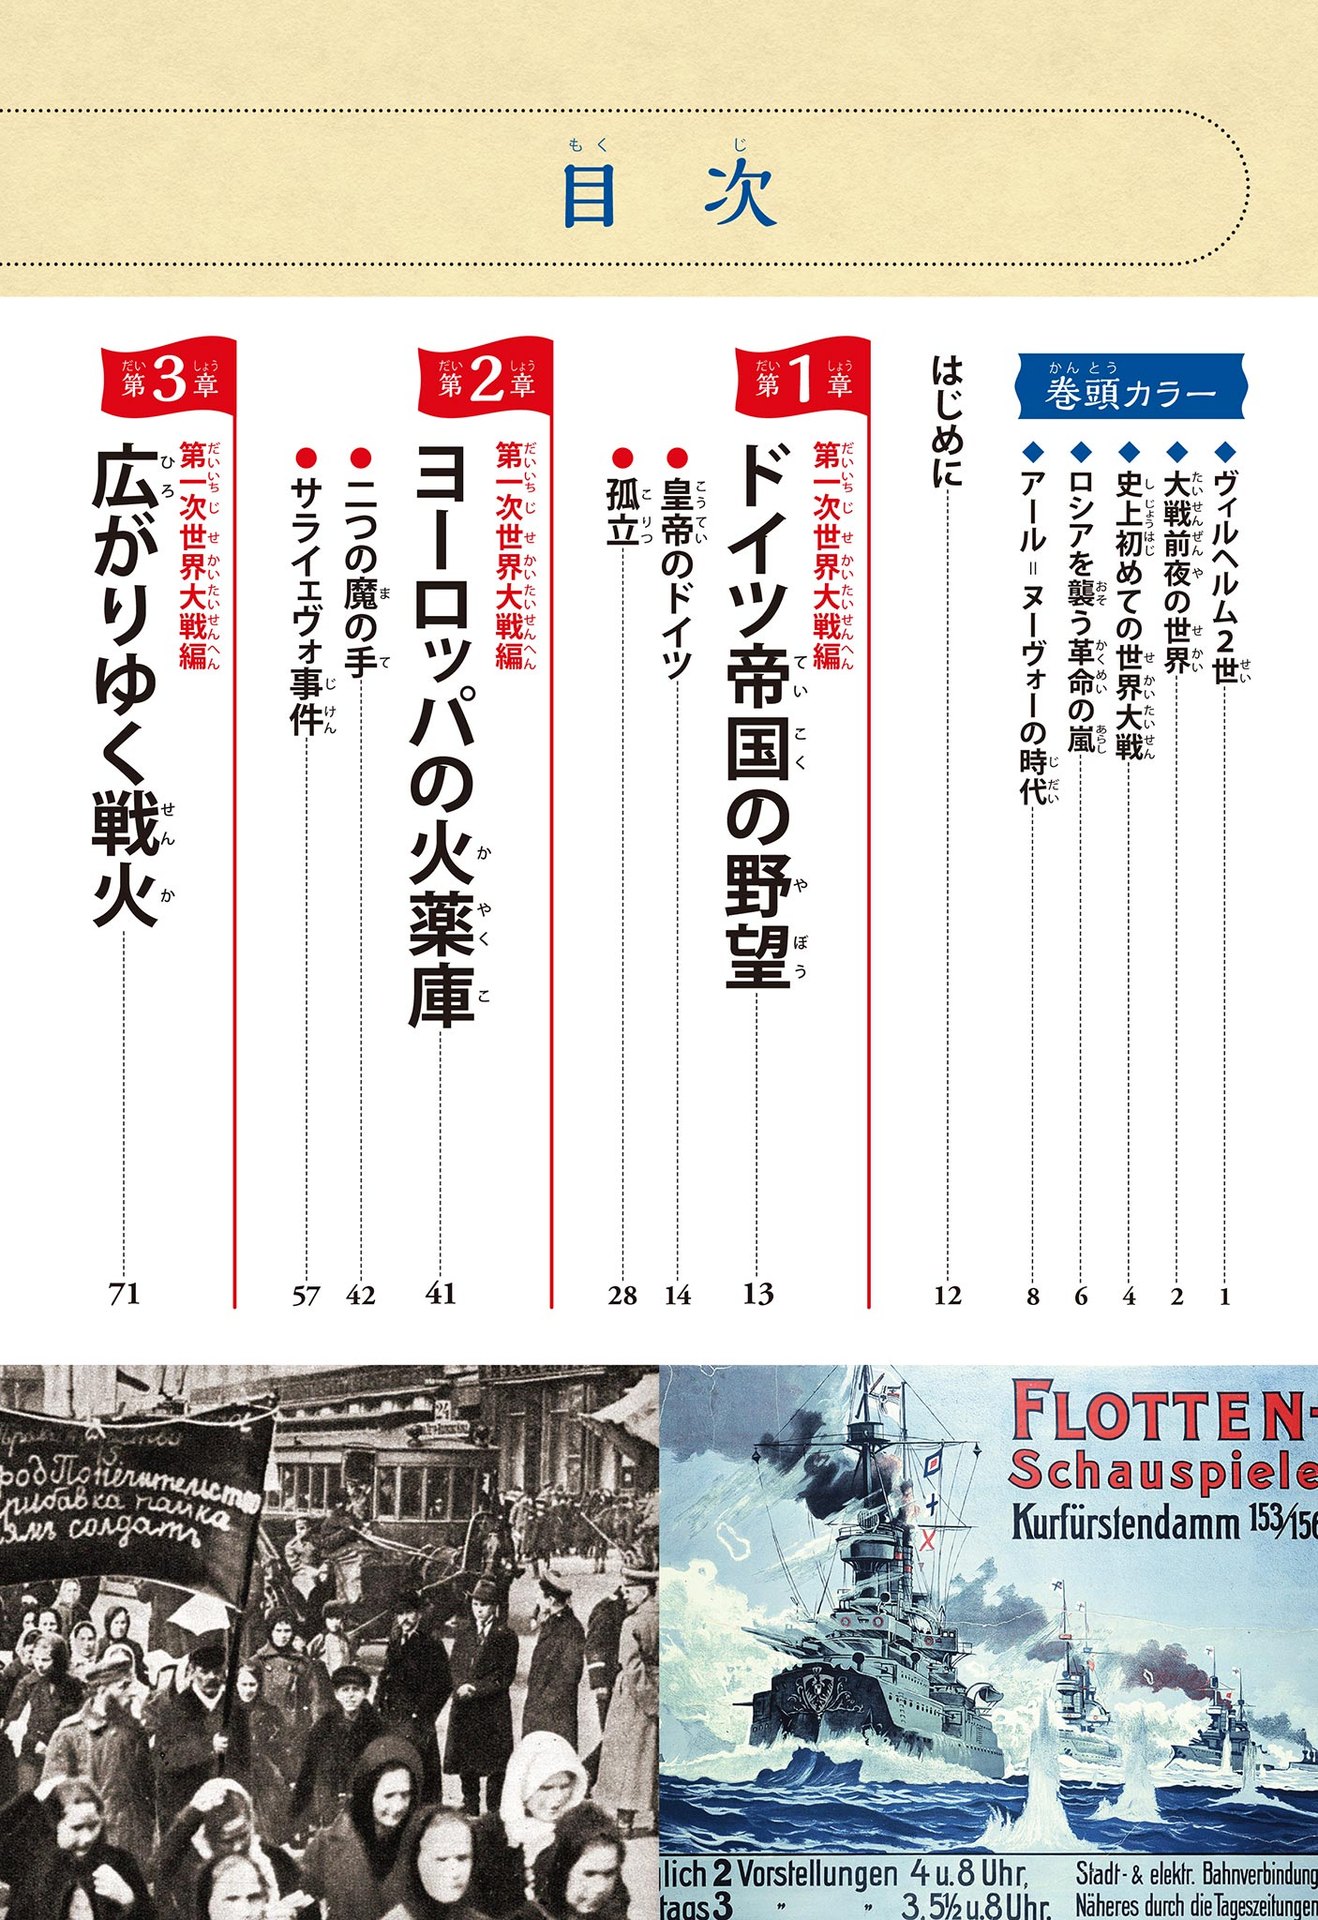 目次
巻頭カラー
◆ヴィルヘルム2世 1
◆大戦前夜の世界 2
◆史上初めての世界大戦 4
◆ロシアを襲う革命の嵐 6
◆アール=ヌーヴォーの時代 8
はじめに 12
第1章
第一次世界大戦編
ドイツ帝国の野望 13
●皇帝のドイツ 14
●孤立 28
第2章
第一次世界大戦編
ヨーロッパの火薬庫 41
●二つの魔の手 42
●サライェヴォ事件 57
第3章
第一次世界大戦編
広がりゆく戦火 71
24
FLOTTEN-
Schauspiele
Kurfürstendamm 153/156
lich 2 Vorstellungen 4 u. 8 Uhr,
tags 3 " " 3. 5½ u. 8 Uhr.
Stadt- & elektr. Bahnverbindung
Näheres durch die Tageszeitungen